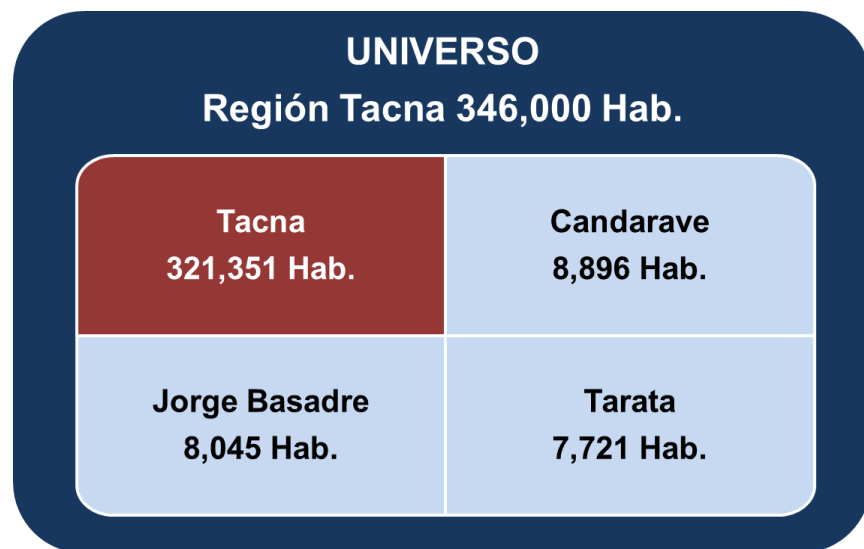 UNIVERSO
Región Tacna 346,000 Hab.
Tacna
321,351 Hab.
Candarave
8,896 Hab.
Jorge Basadre
8,045 Hab.
Tarata
7,721 Hab.